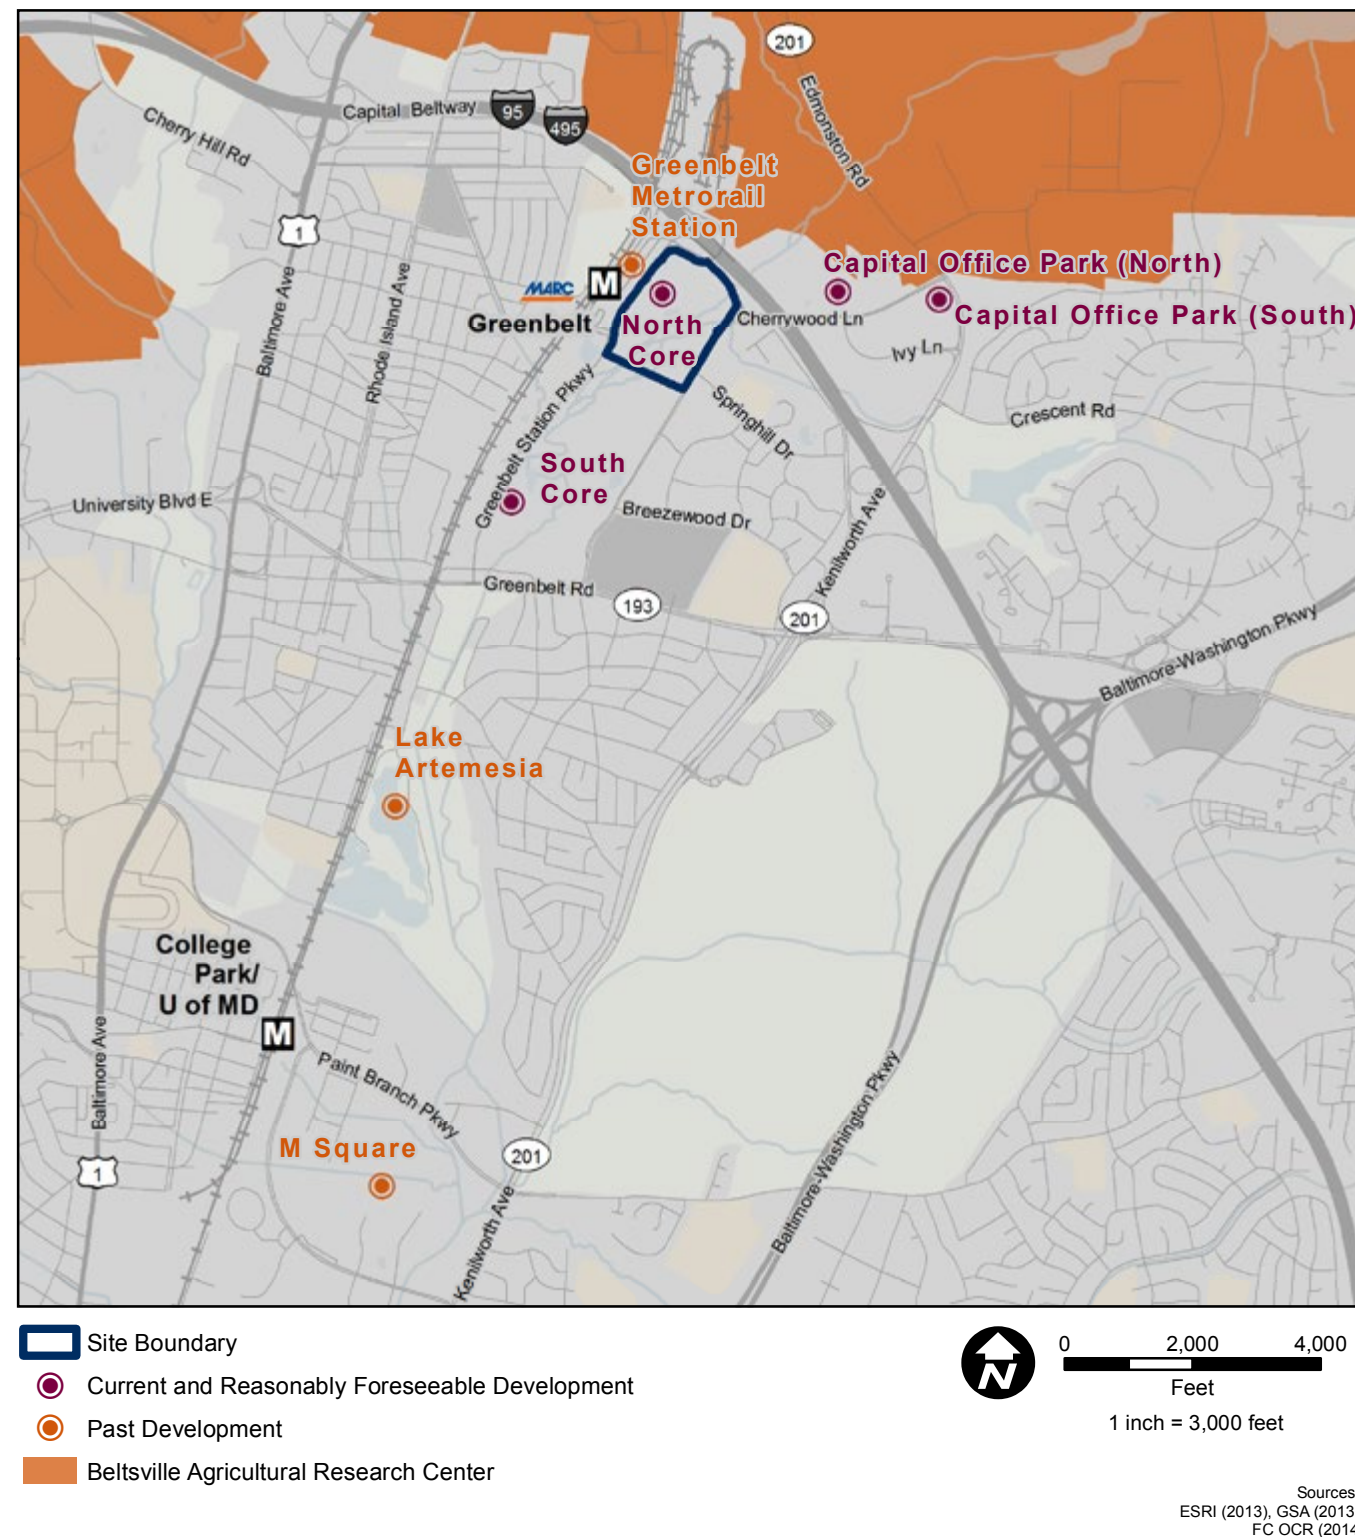 201
Edmonston Rd
Capital Beltway
95
495
Cherry Hill Rd
Greenbelt
Metrorail
Station
1
Baltimore Ave
Rhode Island Ave
MARC
M
Greenbelt
North
Core
Capital Office Park (North)
Capital Office Park (South)
Cherrywood Ln
Ivy Ln
Crescent Rd
Springhill Dr
Greenbelt Station Pkwy
South
Core
University Blvd E
Breezewood Dr
Kenilworth Ave
Greenbelt Rd
193
201
Baltimore-Washington Pkwy
Lake
Artemesia
College
Park/
U of MD
M
Baltimore Ave
Paint Branch Pkwy
Baltimore-Washington Pkwy
M Square
201
1
Kenilworth Ave
Site Boundary
Current and Reasonably Foreseeable Development
Past Development
Beltsville Agricultural Research Center
N
0 2,000 4,000
Feet
1 inch = 3,000 feet
Sources
ESRI (2013), GSA (2013
FC OCR (2014